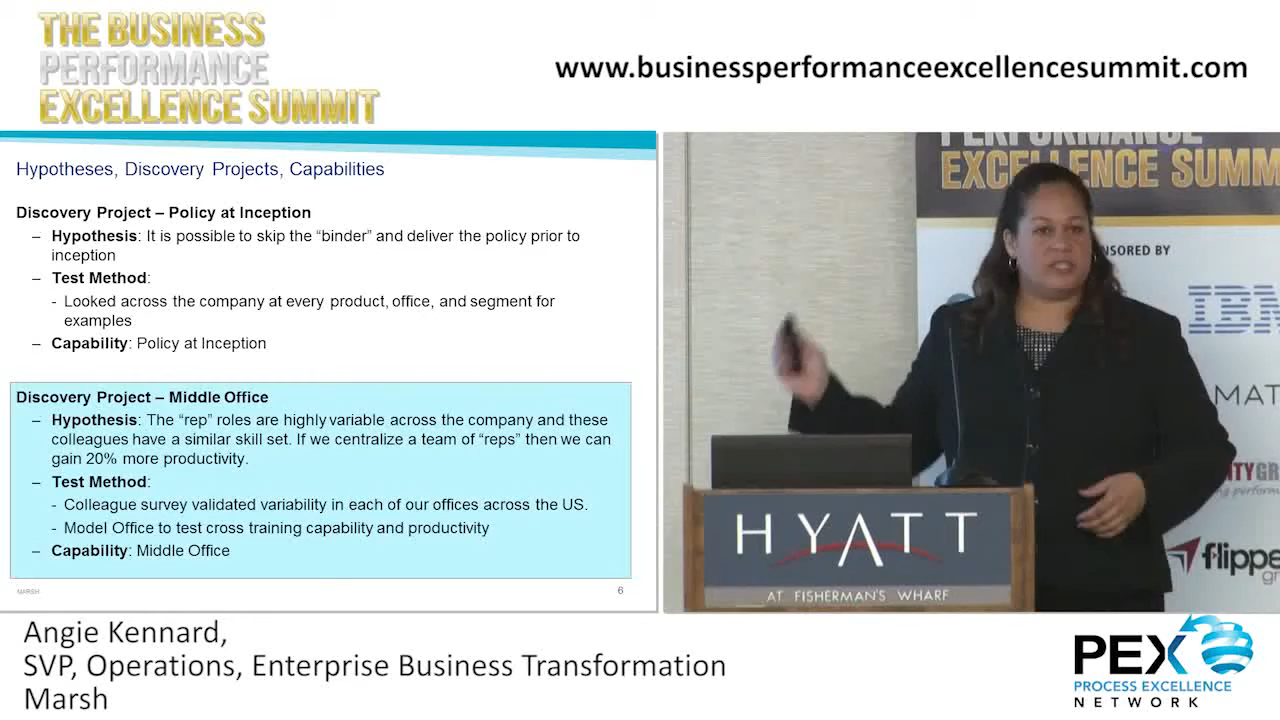 THE BUSINESS
PERFORMANCE
EXCELLENCE SUMMIT
www.businessperformanceexcellencesummit.com
Hypotheses, Discovery Projects, Capabilities
Discovery Project – Policy at Inception
– Hypothesis: It is possible to skip the “binder” and deliver the policy prior to
inception
– Test Method:
- Looked across the company at every product, office, and segment for
examples
– Capability: Policy at Inception
Discovery Project – Middle Office
– Hypothesis: The “rep” roles are highly variable across the company and these
colleagues have a similar skill set. If we centralize a team of “reps” then we can
gain 20% more productivity.
– Test Method:
- Colleague survey validated variability in each of our offices across the US.
- Model Office to test cross training capability and productivity
– Capability: Middle Office
MARSH
6
PERFORMANCE
EXCELLENCE SUMM
NSORED BY
IBM
MAT
ITYGR
ng perform
flippe
gr
HYATT
AT FISHERMAN'S WHARF
Angie Kennard,
SVP, Operations, Enterprise Business Transformation
Marsh
PEX
PROCESS EXCELLENCE
NETWORK